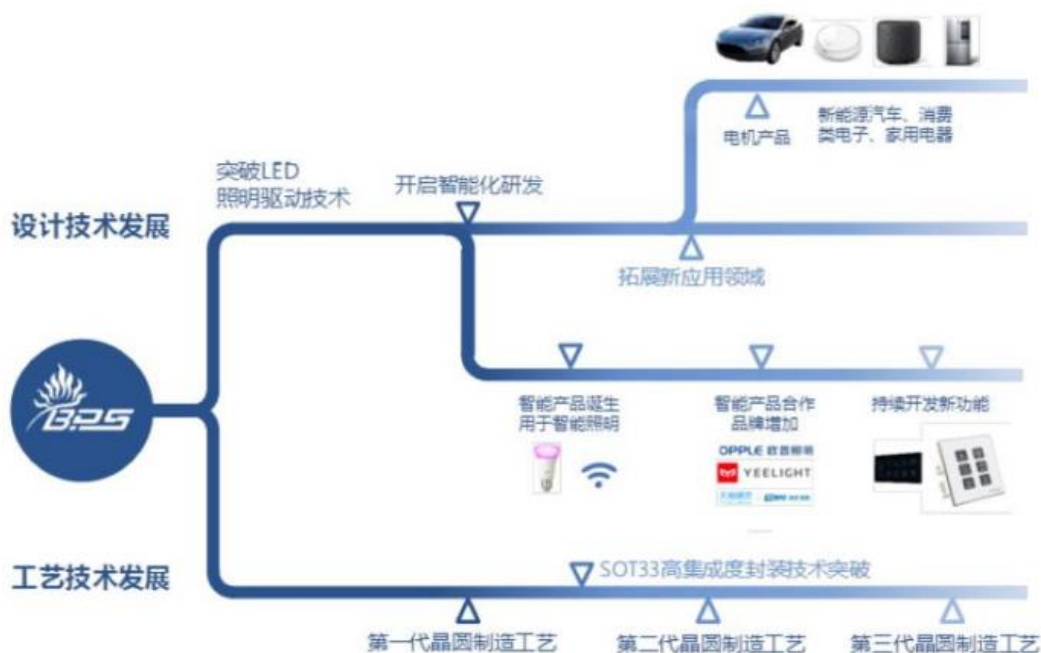 新能源汽车、消费
类电子、家用电器
电机产品
突破LED
照明驱动技术
开启智能化研发
设计技术发展
拓展新应用领域
BPS
智能产品诞生
用于智能照明
智能产品合作
品牌增加
持续开发新功能
OPPLE 欧普照明
YEELIGHT
工艺技术发展
SOT33高集成度封装技术突破
第一代晶圆制造工艺
第二代晶圆制造工艺
第三代晶圆制造工艺